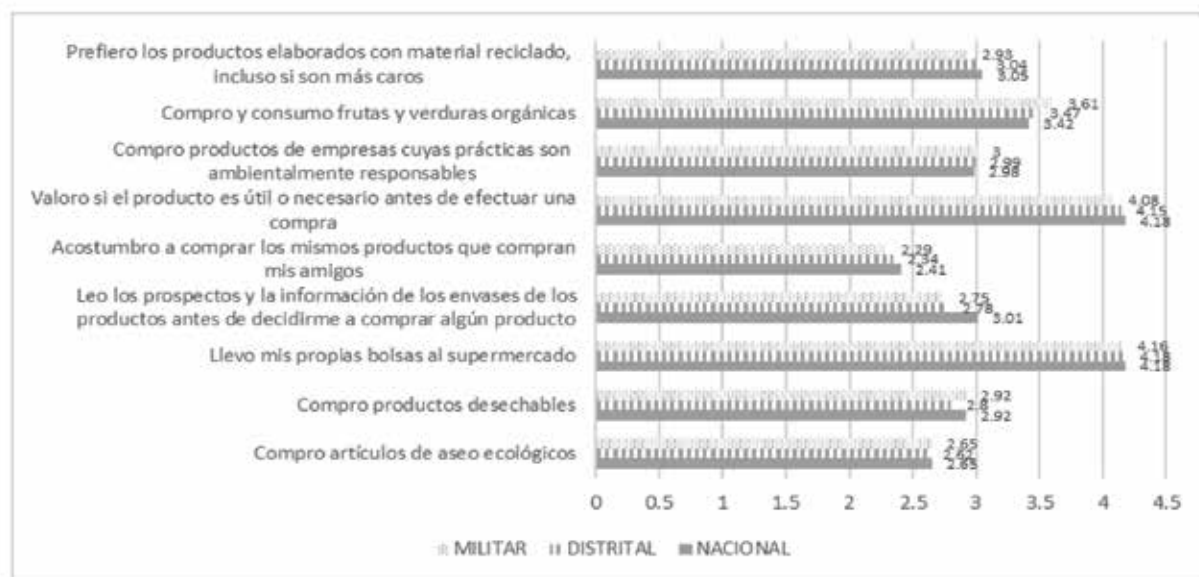 Prefiero los productos elaborados con material reciclado,
incluso si son más caros
2.93
3.04
3.05
Compro y consumo frutas y verduras orgánicas
3.61
3.47
3.42
Compro productos de empresas cuyas prácticas son
ambientalmente responsables
3
2.99
2.98
Valoro si el producto es útil o necesario antes de efectuar una
compra
4.08
4.15
4.18
Acostumbro a comprar los mismos productos que compran
mis amigos
2.29
2.34
2.41
Leo los prospectos y la información de los envases de los
productos antes de decidirme a comprar algún producto
2.75
2.78
3.01
Llevo mis propias bolsas al supermercado
4.16
4.18
4.18
Compro productos desechables
2.92
2.8
2.92
Compro artículos de aseo ecológicos
2.65
2.62
2.65
0 0.5 1 1.5 2 2.5 3 3.5 4 4.5
MILITAR DISTRITAL NACIONAL